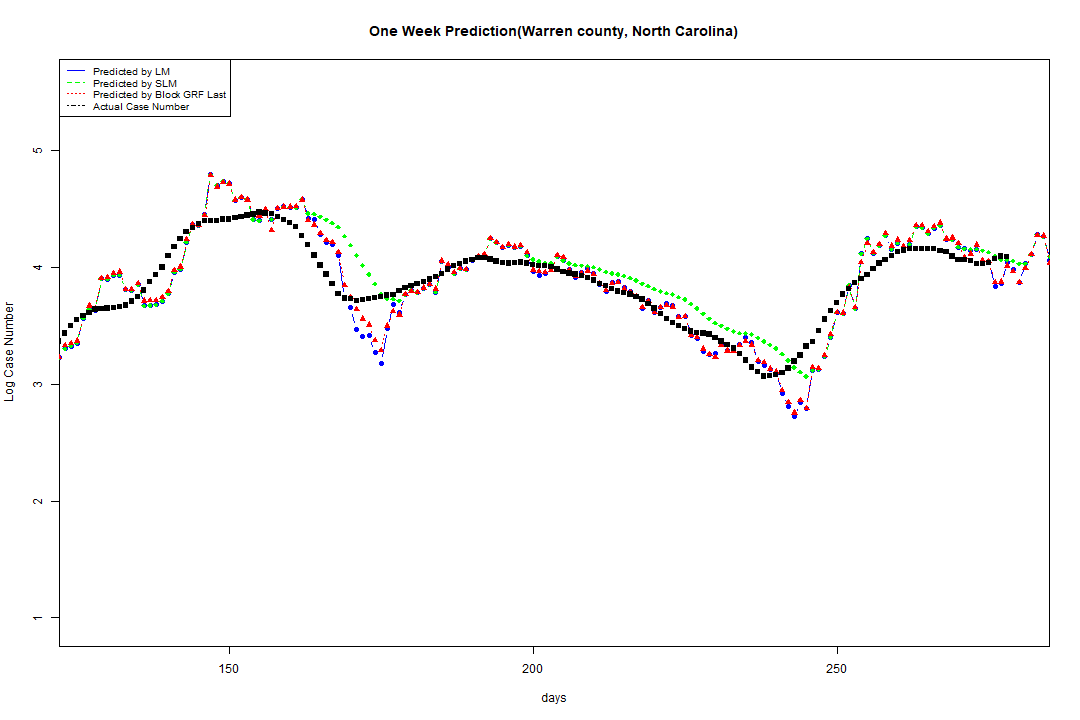 One Week Prediction(Warren county, North Carolina)
Predicted by LM
Predicted by SLM
Predicted by Block GRF Last
Actual Case Number
5
4
3
2
1
Log Case Number
150 200 250
days